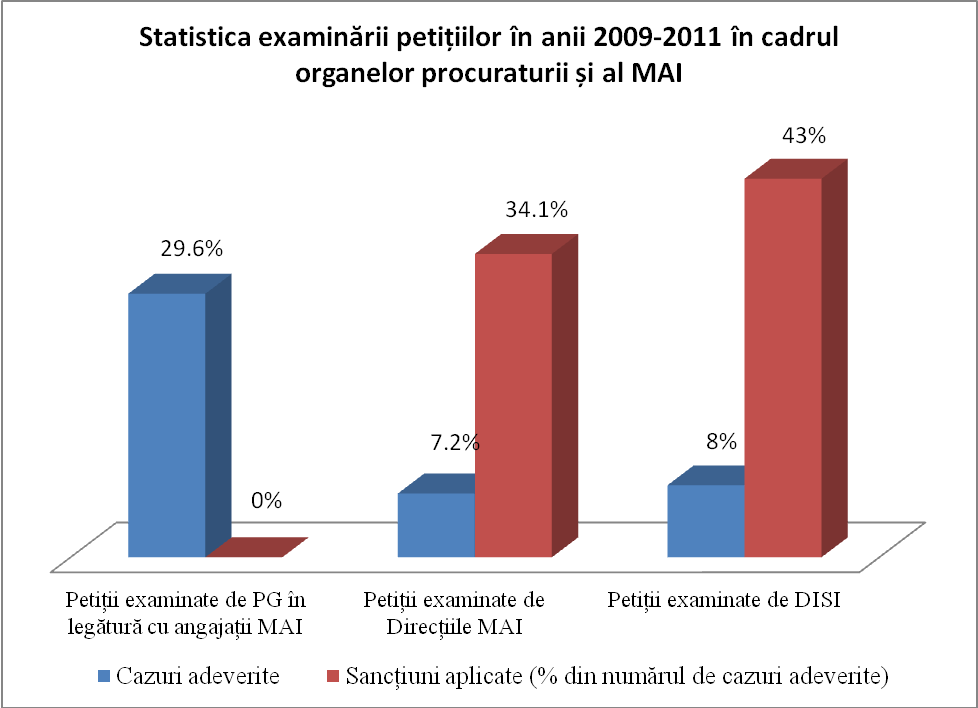 Statistica examinării petițiilor în anii 2009-2011 în cadrul
organelor procuraturii și al MAI
29.6%
0%
7.2%
34.1%
8%
43%
Petiții examinate de PG în
legătură cu angajații MAI
Petiții examinate de
Direcțiile MAI
Petiții examinate de DISI
Cazuri adeverite
Sancțiuni aplicate (% din numărul de cazuri adeverite)